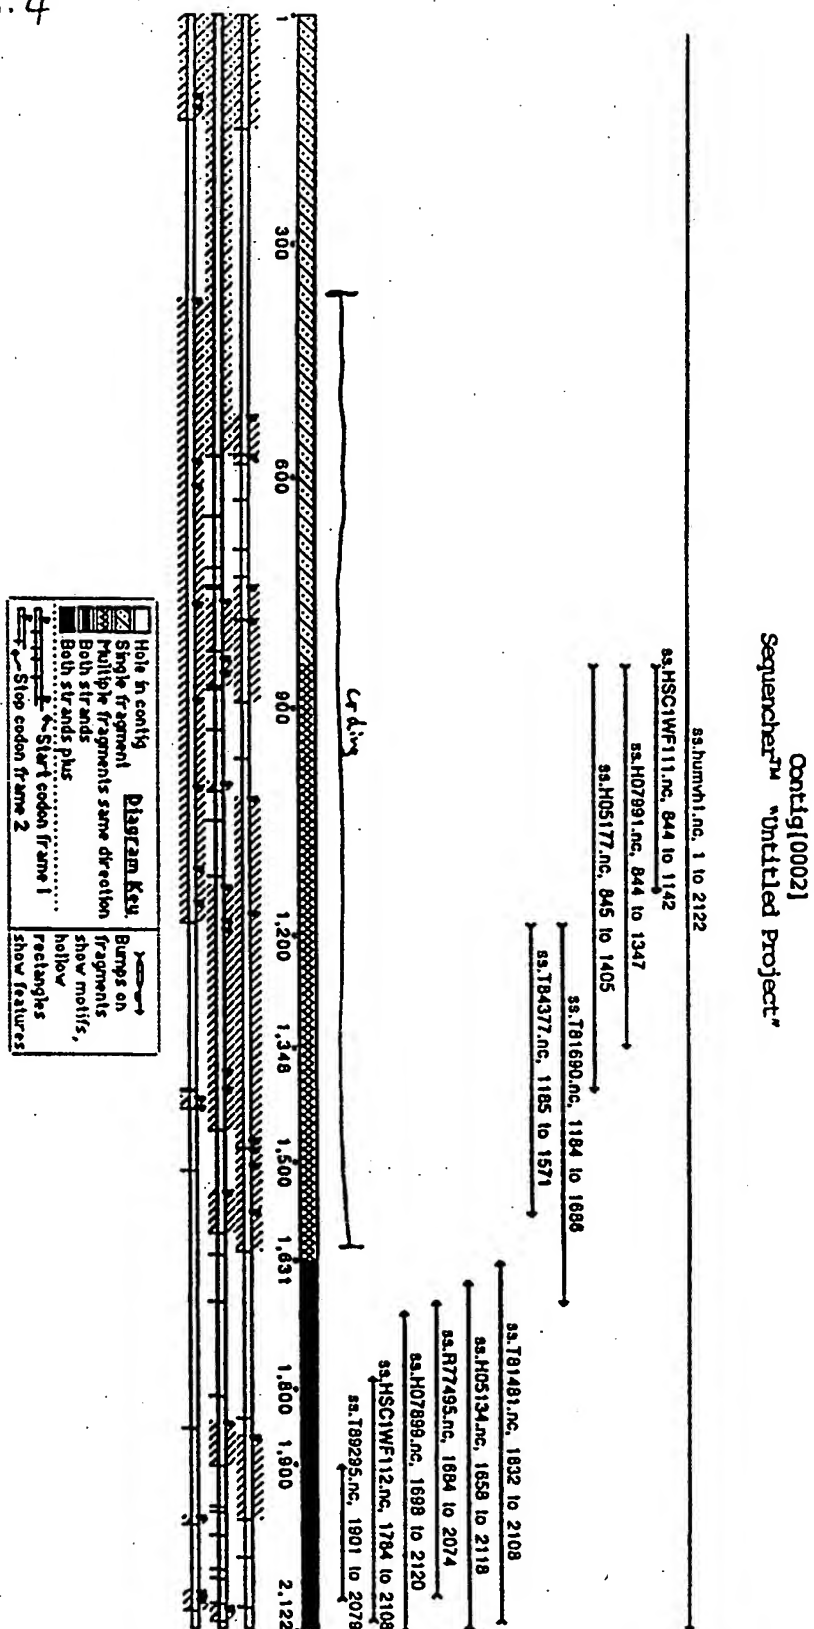 Contig[0002]
Sequencher™ "Untitled Project"
ss.humvh1.nc, 1 to 2122
ss.HSC1WF111.nc, 844 to 1142
ss.H07991.nc, 844 to 1347
ss.H05177.nc, 845 to 1405
ss.T81690.nc, 1184 to 1686
ss.T84377.nc, 1185 to 1571
ss.T81481.nc, 1632 to 2108
ss.H05134.nc, 1658 to 2118
ss.R77495.nc, 1684 to 2074
ss.H07899.nc, 1698 to 2120
ss.HSC1WF112.nc, 1784 to 2108
ss.T89295.nc, 1901 to 2079
coding
1 300 600 900 1,200 1,348 1,500 1,631 1,800 1,900 2,122
Diagram Key
Hole in contig
Single fragment
Multiple fragments same direction
Both strands
Both strands plus
Start codon frame 1
Stop codon frame 2
Bumps on
fragments
show motifs,
hollow
rectangles
show features